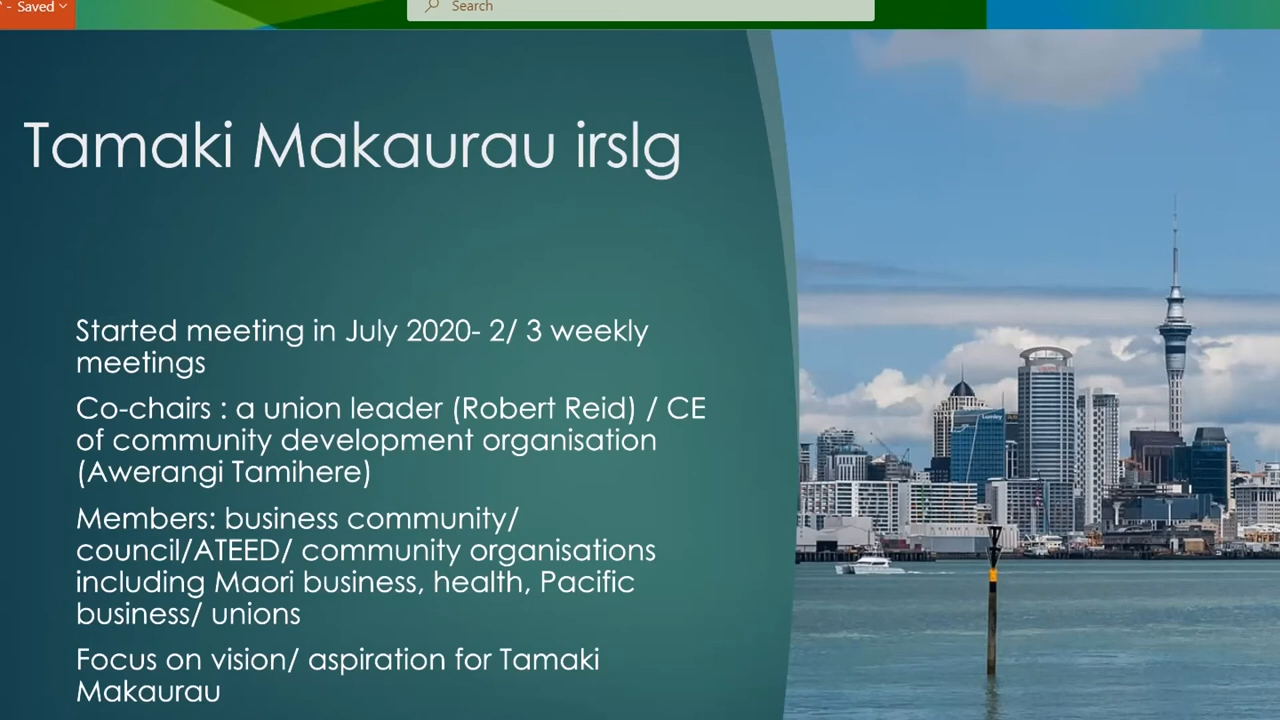 - Saved
Search
Tamaki Makaurau irslg
Started meeting in July 2020- 2/ 3 weekly
meetings
Co-chairs : a union leader (Robert Reid) / CE
of community development organisation
(Awerangi Tamihere)
Members: business community/
council/ATEED/ community organisations
including Maori business, health, Pacific
business/ unions
Focus on vision/ aspiration for Tamaki
Makaurau
Lumley